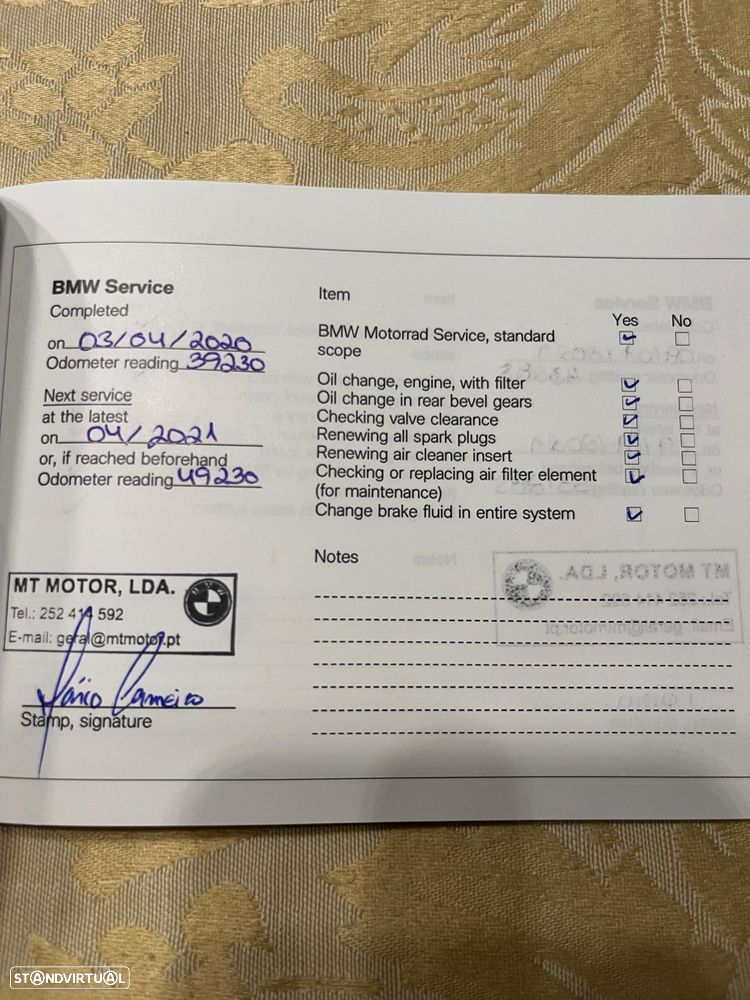 BMW Service
Completed
on 03/04/2020
Odometer reading 39230
Next service
at the latest
on 04/2021
or, if reached beforehand
Odometer reading 49230
MT MOTOR, LDA.
Tel.: 252 414 592
E-mail: geral@mtmotor.pt
BMW
Stamp, signature
Item
Yes No
BMW Motorrad Service, standard
scope
Oil change, engine, with filter
Oil change in rear bevel gears
Checking valve clearance
Renewing all spark plugs
Renewing air cleaner insert
Checking or replacing air filter element
(for maintenance)
Change brake fluid in entire system
Notes
STANDVIRTUAL